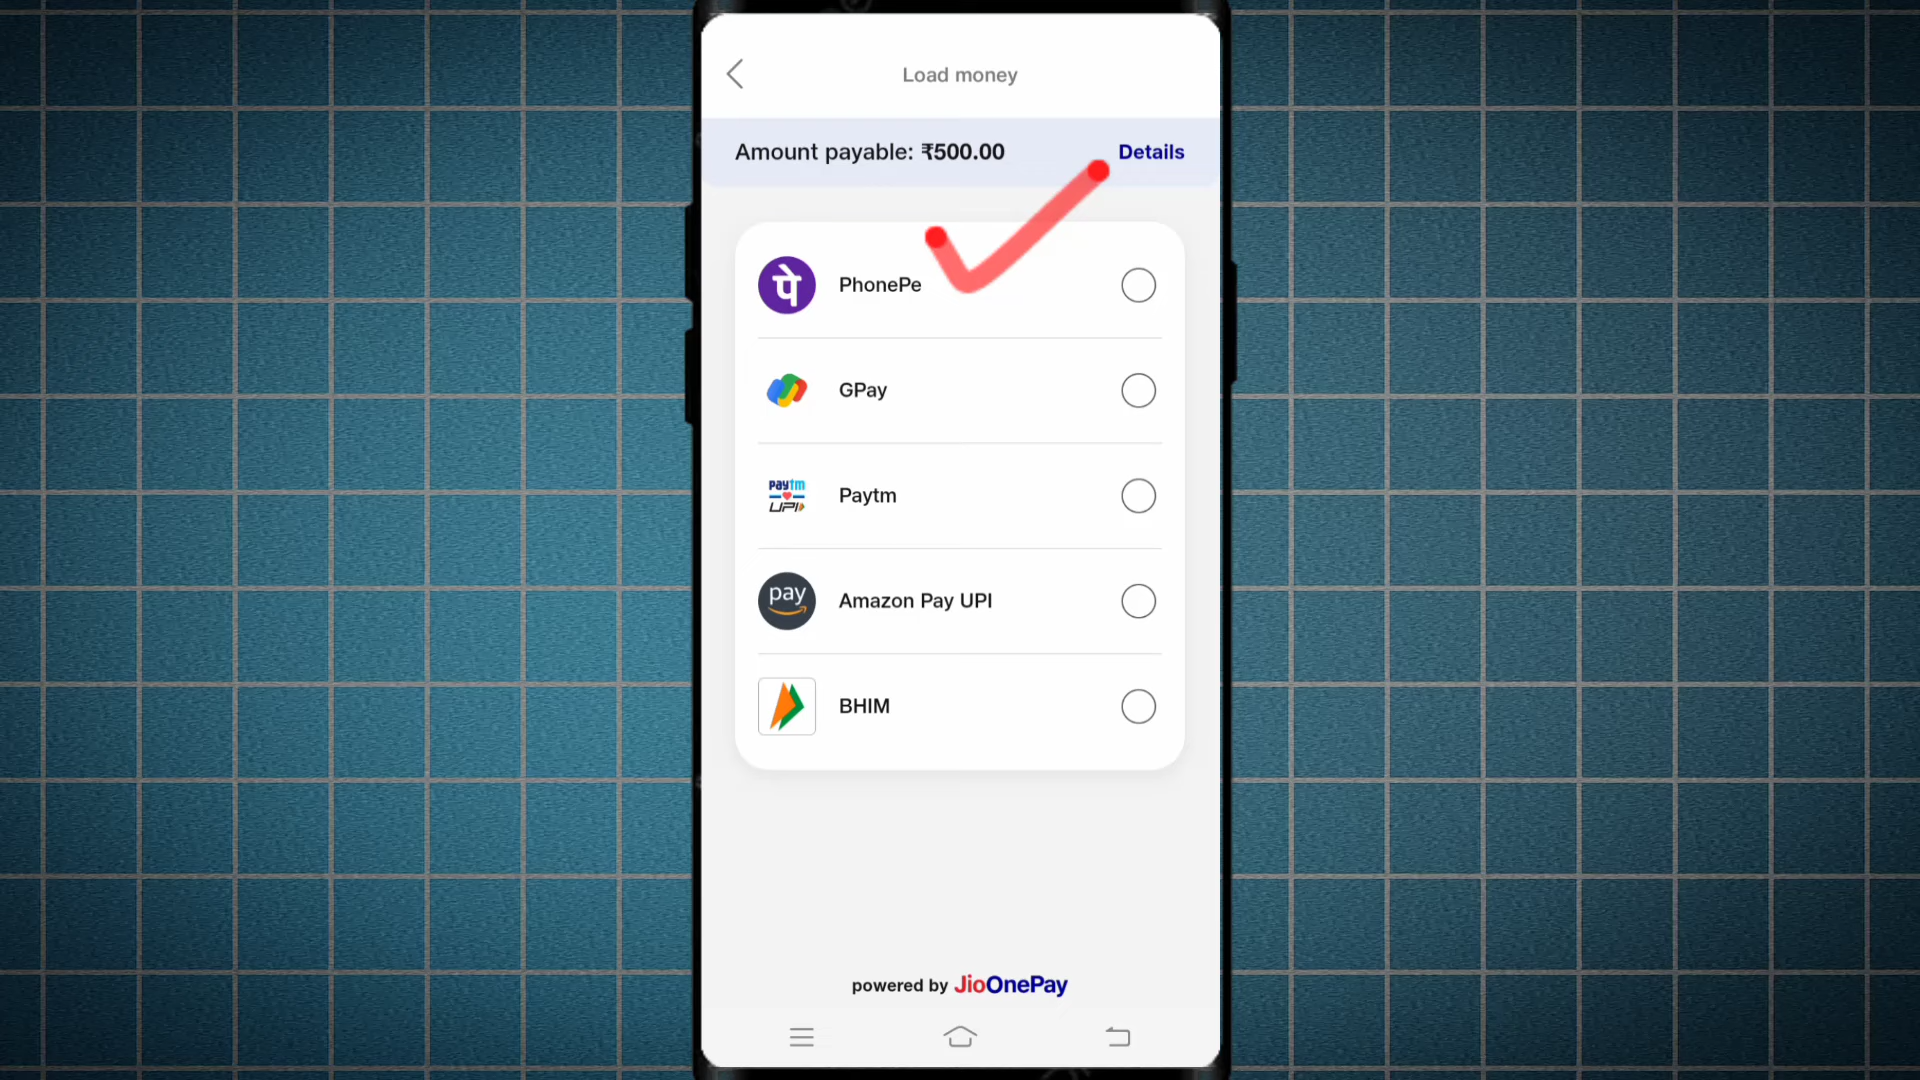 Load money
Amount payable: ₹500.00 Details
पे PhonePe
GPay
paytm
UPI
Paytm
pay Amazon Pay UPI
BHIM
powered by JioOnePay